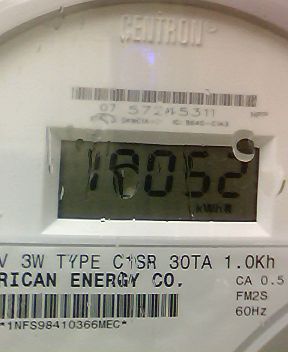 CENTRON®
07 57245311
18052
kWh
V 3W TYPE C1SR 30TA 1.0Kh
RICAN ENERGY CO. CA 0.5
FM2S
*1NFS98410366MEC* 60Hz